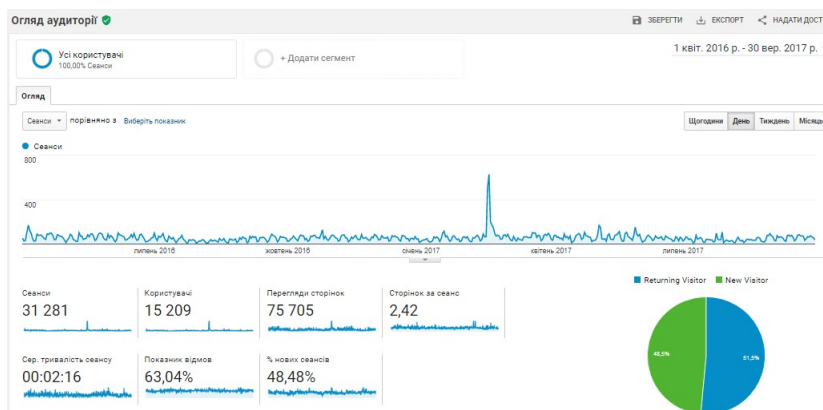 Огляд аудиторії
ЗБЕРЕГТИ ЕКСПОРТ НАДАТИ ДОСТ
1 квіт. 2016 р. - 30 вер. 2017 р.
Усі користувачі
100,00% Сеанси
+ Додати сегмент
Огляд
Сеанси порівняно з Виберіть показник
Щогодини День Тиждень Місяць
Сеанси
800
400
липень 2016 жовтень 2016 січень 2017 квітень 2017 липень 2017
Сеанси Користувачі Перегляди сторінок Сторінок за сеанс
31 281 15 209 75 705 2,42
Сер. тривалість сеансу Показник відмов % нових сеансів
00:02:16 63,04% 48,48%
Returning Visitor New Visitor
48,5% 51,5%